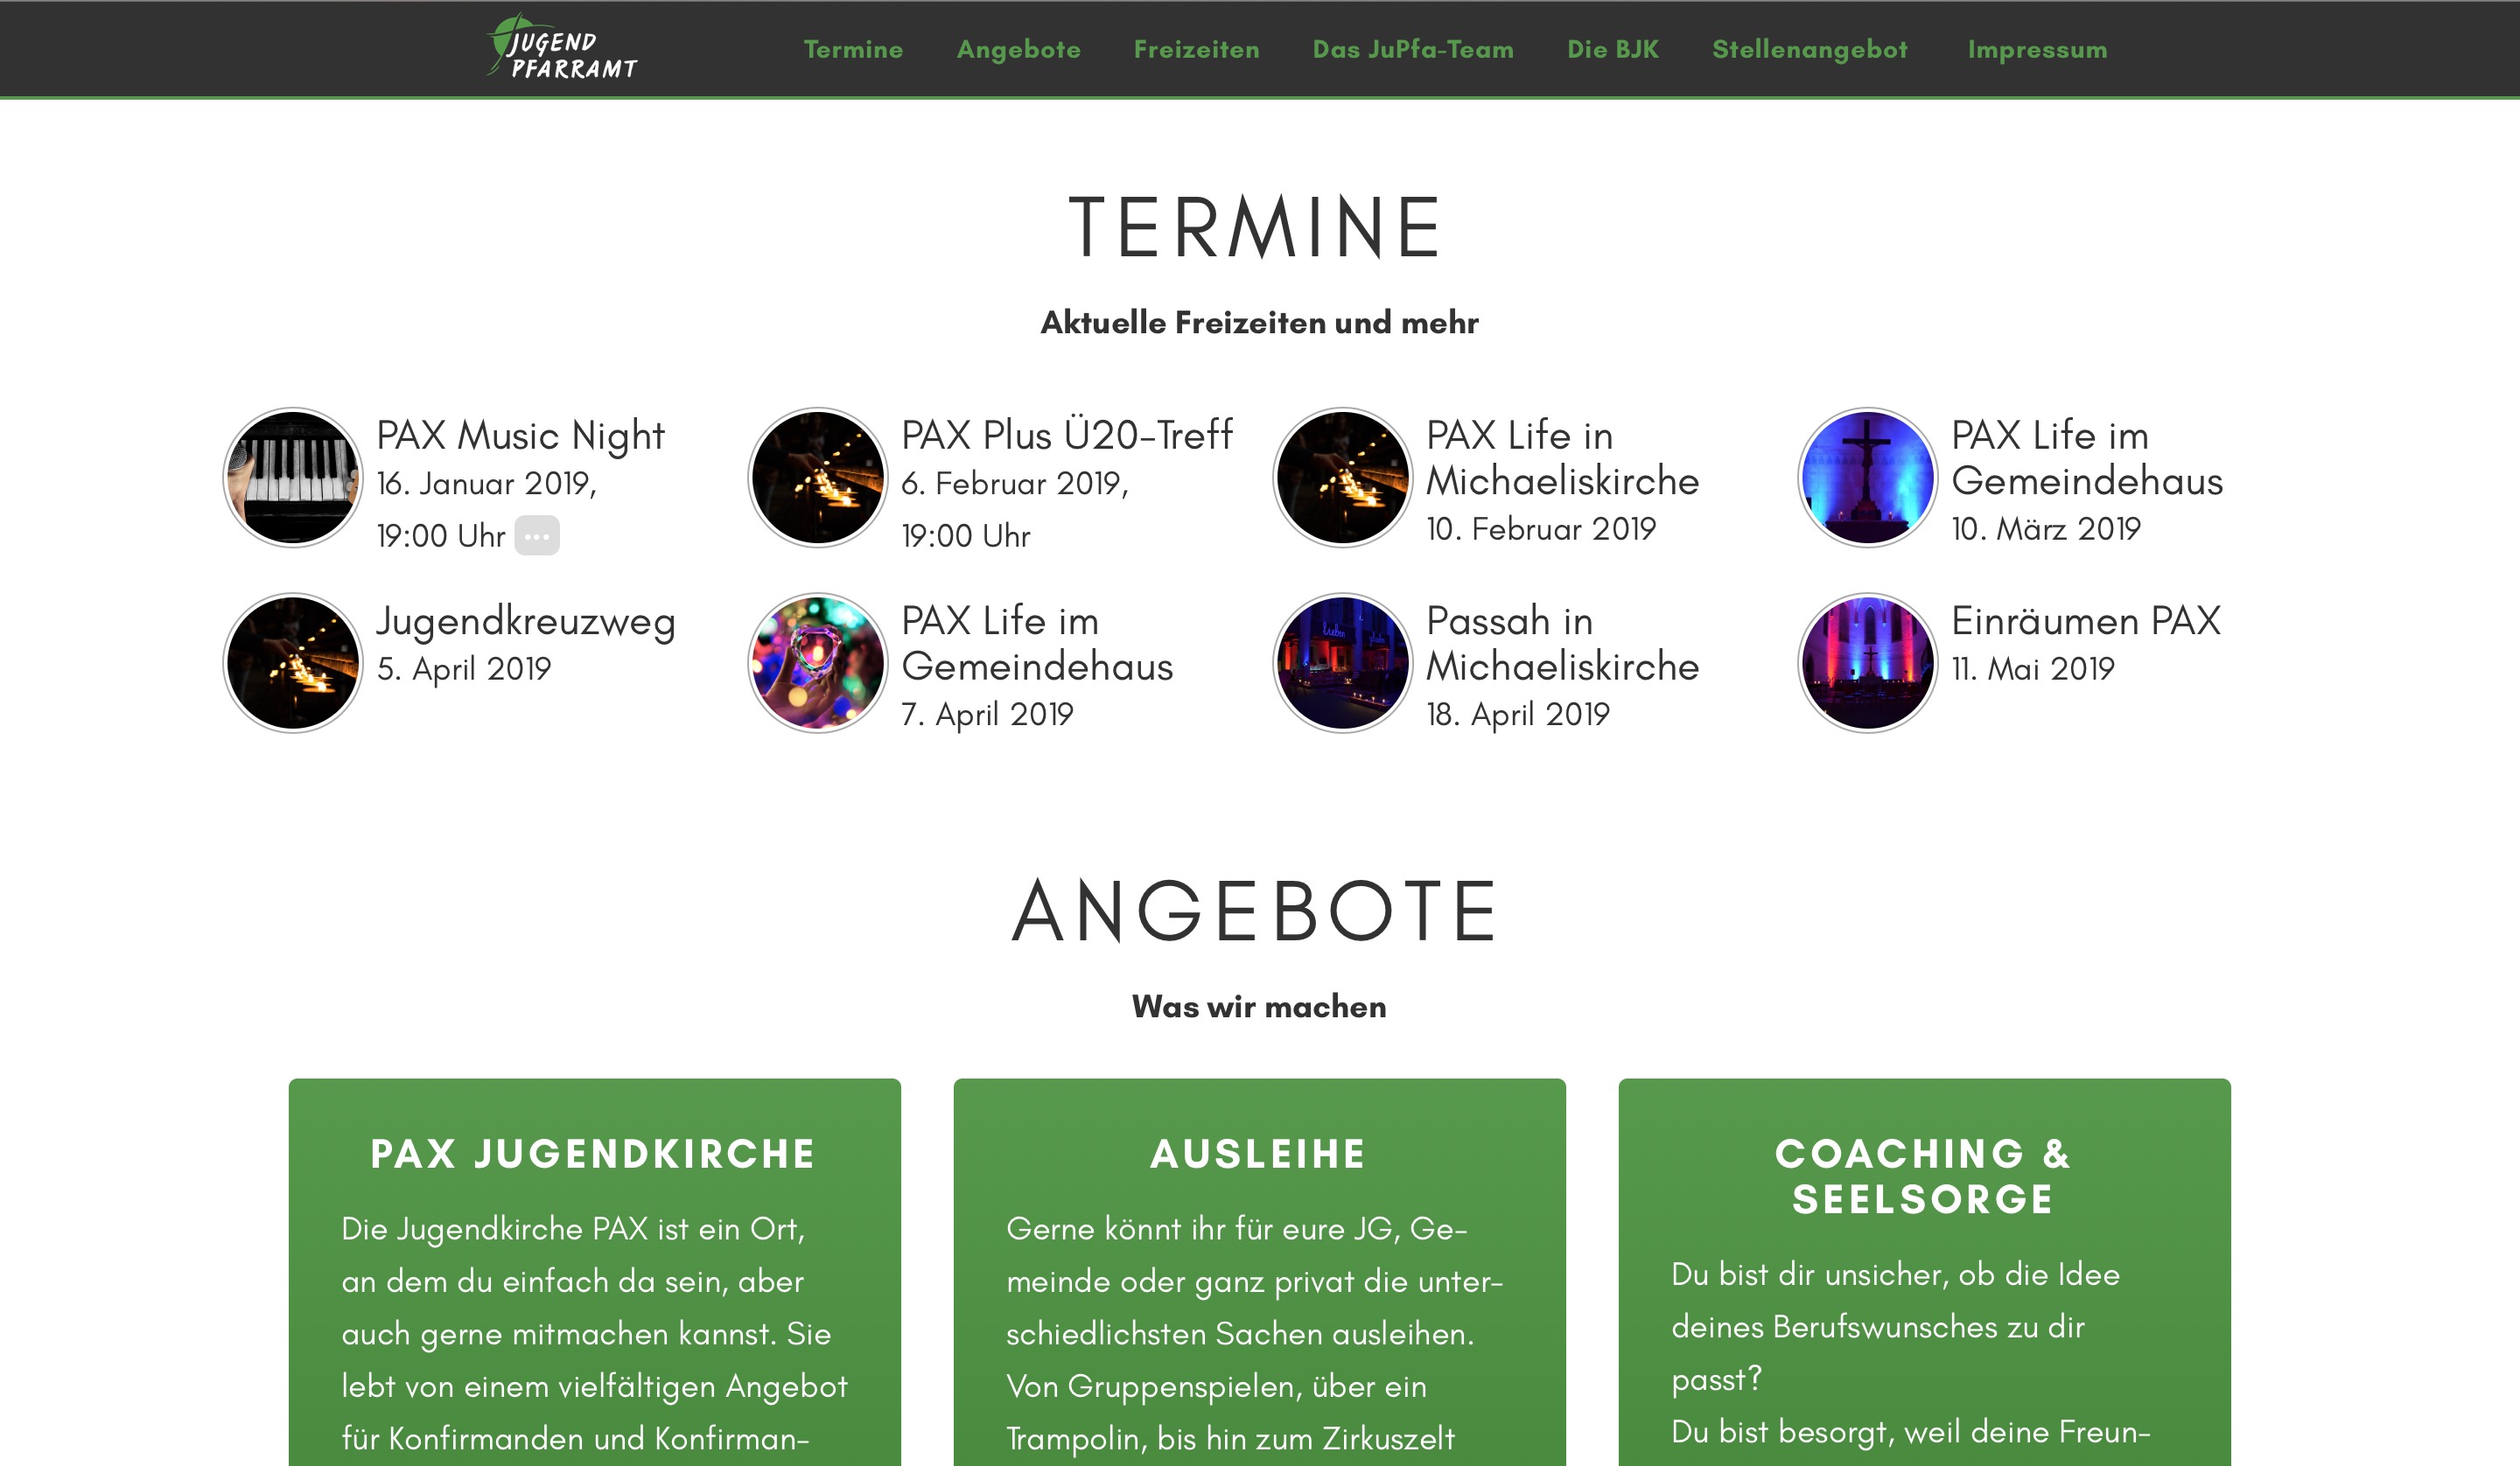 JUGEND
PFARRAMT
Termine
Angebote
Freizeiten
Das JuPfa-Team
Die BJK
Stellenangebot
Impressum
TERMINE
Aktuelle Freizeiten und mehr
PAX Music Night
16. Januar 2019,
19:00 Uhr
PAX Plus Ü20-Treff
6. Februar 2019,
19:00 Uhr
PAX Life in
Michaeliskirche
10. Februar 2019
PAX Life im
Gemeindehaus
10. März 2019
Jugendkreuzweg
5. April 2019
PAX Life im
Gemeindehaus
7. April 2019
Passah in
Michaeliskirche
18. April 2019
Einräumen PAX
11. Mai 2019
ANGEBOTE
Was wir machen
PAX JUGENDKIRCHE
Die Jugendkirche PAX ist ein Ort,
an dem du einfach da sein, aber
auch gerne mitmachen kannst. Sie
lebt von einem vielfältigen Angebot
für Konfirmanden und Konfirman-
AUSLEIHE
Gerne könnt ihr für eure JG, Ge-
meinde oder ganz privat die unter-
schiedlichsten Sachen ausleihen.
Von Gruppenspielen, über ein
Trampolin, bis hin zum Zirkuszelt
COACHING &
SEELSORGE
Du bist dir unsicher, ob die Idee
deines Berufswunsches zu dir
passt?
Du bist besorgt, weil deine Freun-